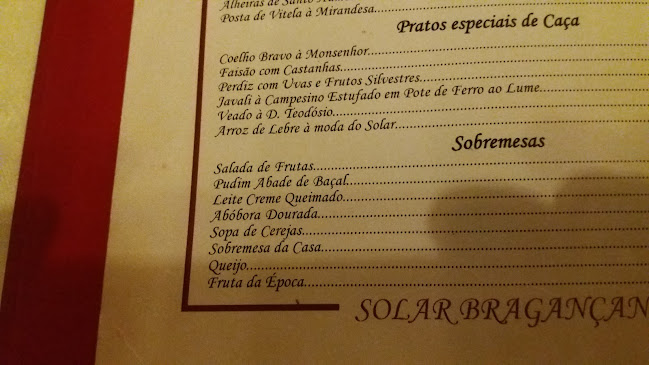 Alheiras de Santo
Posta de Vitela à Mirandesa
Pratos especiais de Caça
Coelho Bravo à Monsenhor
Faisão com Castanhas
Perdiz com Uvas e Frutos Silvestres
Javali à Campesino Estufado em Pote de Ferro ao Lume
Veado à D. Teodósio
Arroz de Lebre à moda do Solar
Sobremesas
Salada de Frutas
Pudim Abade de Baçal
Leite Creme Queimado
Abóbora Dourada
Sopa de Cerejas
Sobremesa da Casa
Queijo
Fruta da Época
SOLAR BRAGANÇAN